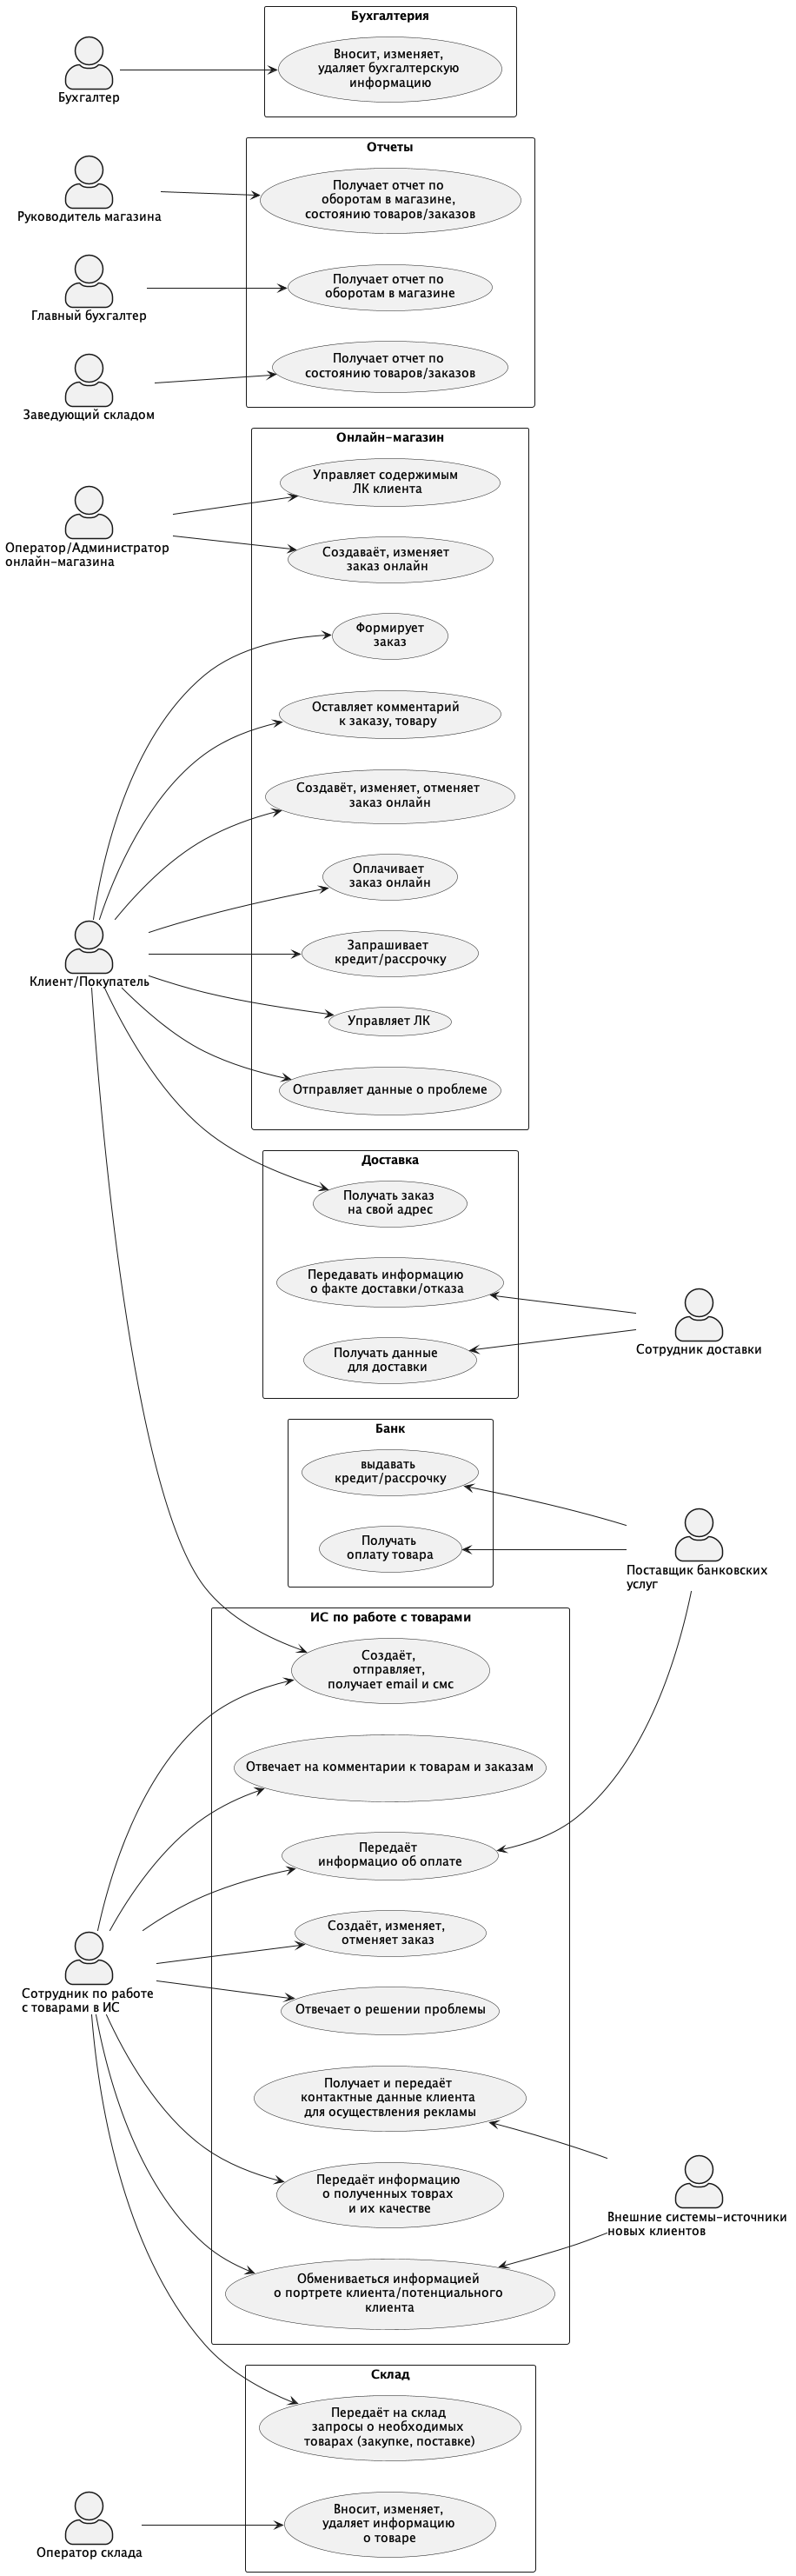 Бухгалтерия
Вносит, изменяет,
удаляет бухгалтерскую
информацию
Бухгалтер
Отчеты
Получает отчет по
оборотам в магазине,
состоянию товаров/заказов
Руководитель магазина
Получает отчет по
оборотам в магазине
Главный бухгалтер
Получает отчет по
состоянию товаров/заказов
Заведующий складом
Онлайн-магазин
Управляет содержимым
ЛК клиента
Оператор/Администратор
онлайн-магазина
Создаваёт, изменяет
заказ онлайн
Формирует
заказ
Оставляет комментарий
к заказу, товару
Создавёт, изменяет, отменяет
заказ онлайн
Оплачивает
заказ онлайн
Запрашивает
кредит/рассрочку
Клиент/Покупатель
Управляет ЛК
Отправляет данные о проблеме
Доставка
Получать заказ
на свой адрес
Передавать информацию
о факте доставки/отказа
Сотрудник доставки
Получать данные
для доставки
Банк
выдавать
кредит/рассрочку
Получать
оплату товара
Поставщик банковских
услуг
ИС по работе с товарами
Создаёт,
отправляет,
получает email и смс
Отвечает на комментарии к товарам и заказам
Передаёт
информацио об оплате
Создаёт, изменяет,
отменяет заказ
Сотрудник по работе
с товарами в ИС
Отвечает о решении проблемы
Получает и передаёт
контактные данные клиента
для осуществления рекламы
Передаёт информацию
о полученных товрах
и их качестве
Внешние системы-источники
новых клиентов
Обмениваеться информацией
о портрете клиента/потенциального
клиента
Склад
Передаёт на склад
запросы о необходимых
товарах (закупке, поставке)
Вносит, изменяет,
удаляет информацию
о товаре
Оператор склада